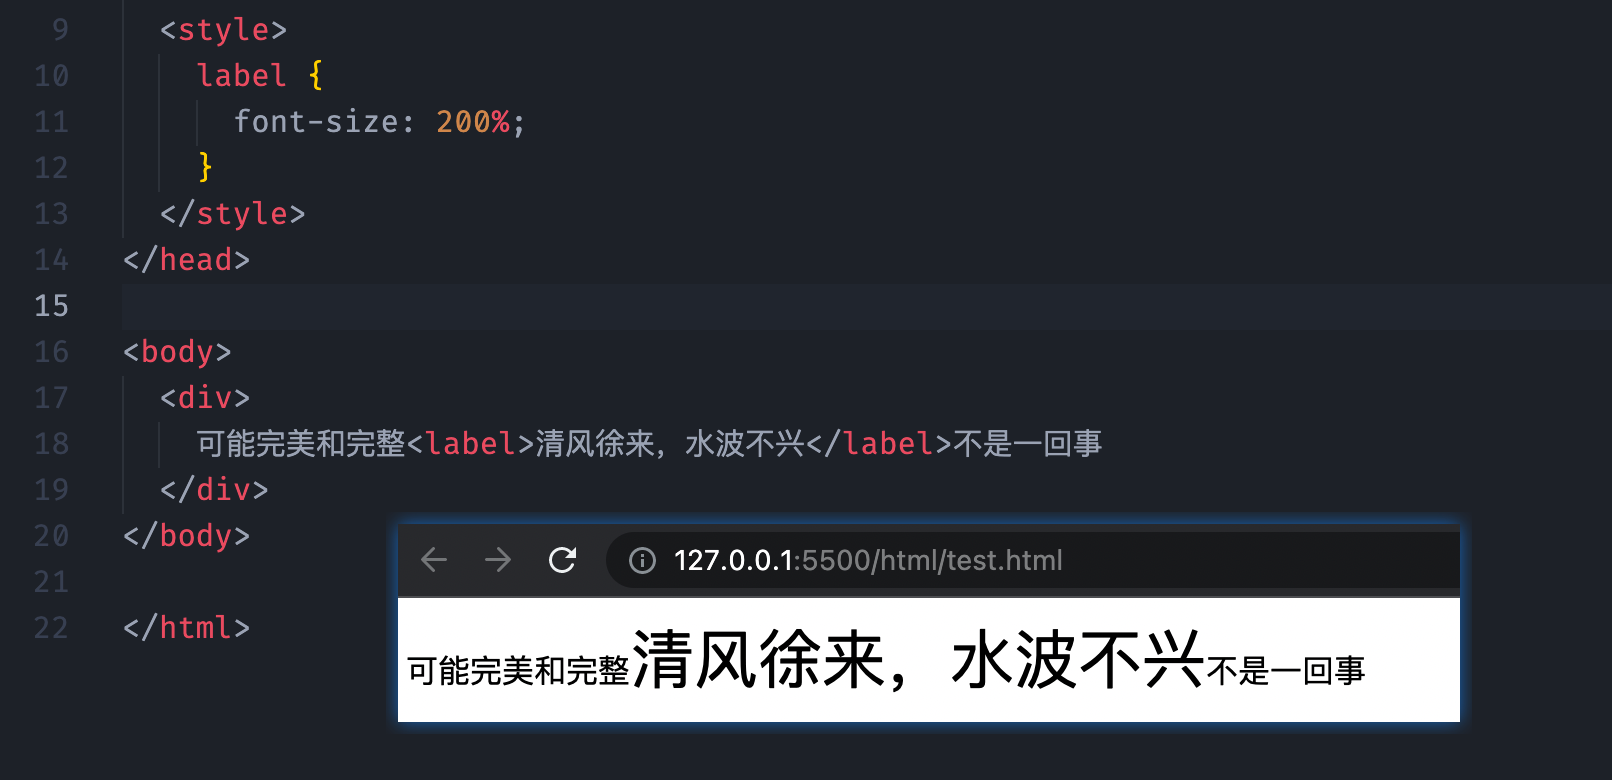 9 <style>
10 label {
11 font-size: 200%;
12 }
13 </style>
14 </head>
15
16 <body>
17 <div>
18 可能完美和完整<label>清风徐来，水波不兴</label>不是一回事
19 </div>
20 </body>
21
22 </html>
127.0.0.1:5500/html/test.html
可能完美和完整清风徐来，水波不兴不是一回事